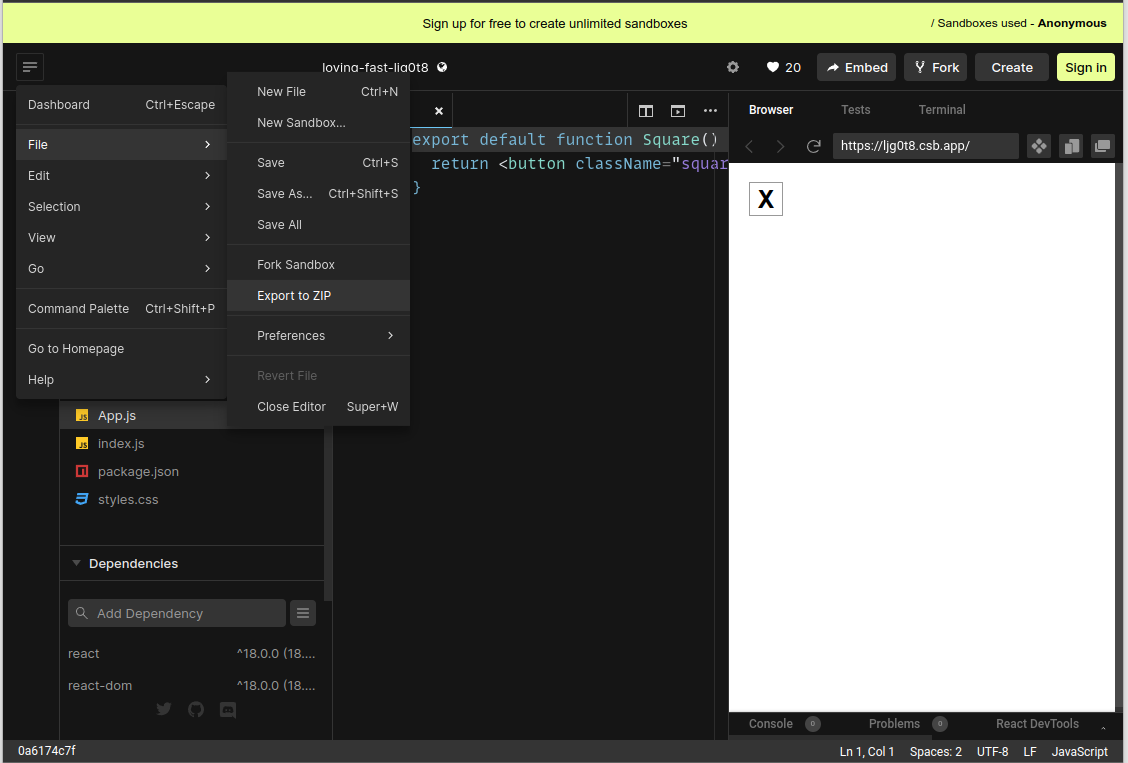 Sign up for free to create unlimited sandboxes
/ Sandboxes used - Anonymous
loving-fast-ljg0t8
20
Embed
Fork
Create
Sign in
Dashboard Ctrl+Escape
File
Edit
Selection
View
Go
Command Palette Ctrl+Shift+P
Go to Homepage
Help
New File Ctrl+N
New Sandbox...
Save Ctrl+S
Save As... Ctrl+Shift+S
Save All
Fork Sandbox
Export to ZIP
Preferences
Revert File
Close Editor Super+W
export default function Square()
return <button className="squar
}
Browser Tests Terminal
https://ljg0t8.csb.app/
X
JS App.js
JS index.js
package.json
styles.css
Dependencies
Add Dependency
react ^18.0.0 (18....
react-dom ^18.0.0 (18....
Console 0 Problems 0 React DevTools
0a6174c7f
Ln 1, Col 1 Spaces: 2 UTF-8 LF JavaScript